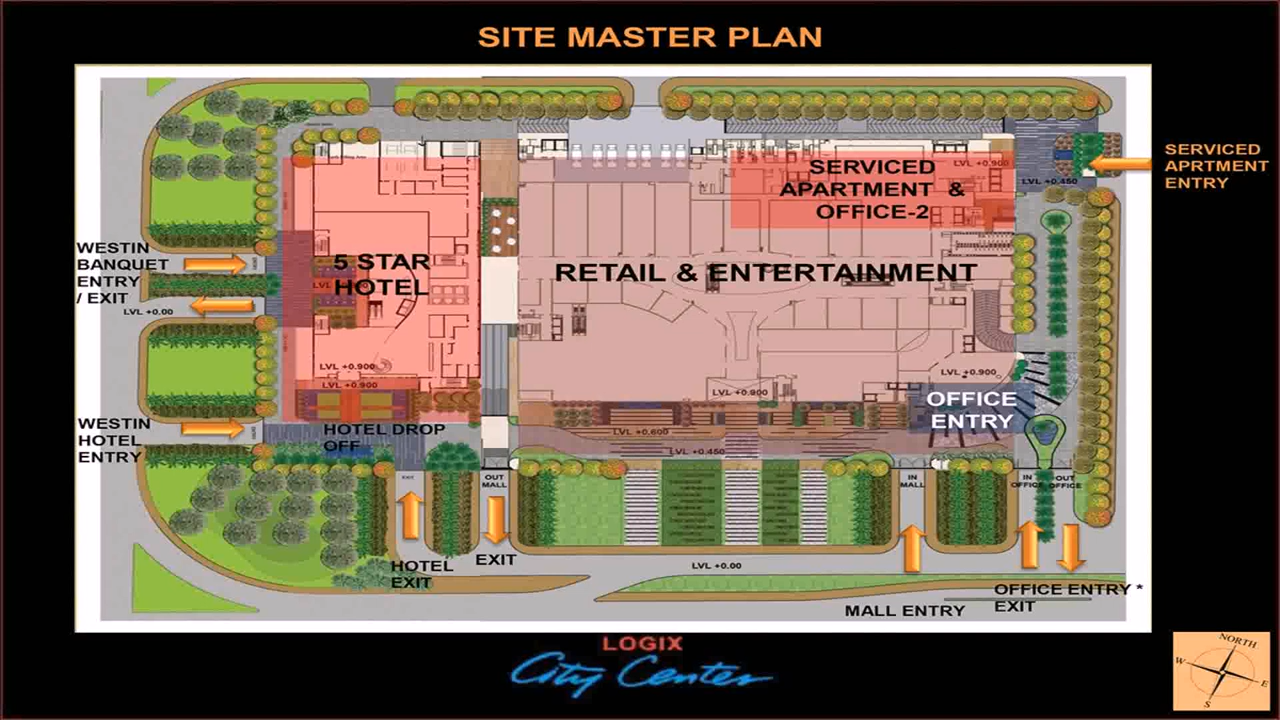 SITE MASTER PLAN
SERVICED
APRTMENT
ENTRY
LVL +0.900
LVL +0.450
SERVICED
APARTMENT &
OFFICE-2
WESTIN
BANQUET
ENTRY
/ EXIT
LVL +0.00
5 STAR
HOTEL
LVL
RETAIL & ENTERTAINMENT
LVL +0.900
LVL +0.900
LVL +0.900
LVL +0.900
OFFICE
ENTRY
WESTIN
HOTEL
ENTRY
HOTEL DROP
OFF
LVL +0.600
LVL +0.450
EXIT
OUT
MALL
IN
MALL
IN
OFFICE
OUT
OFFICE
HOTEL
EXIT
EXIT
LVL +0.00
MALL ENTRY
OFFICE ENTRY *
EXIT
LOGIX
City Center
NORTH
W
E
S